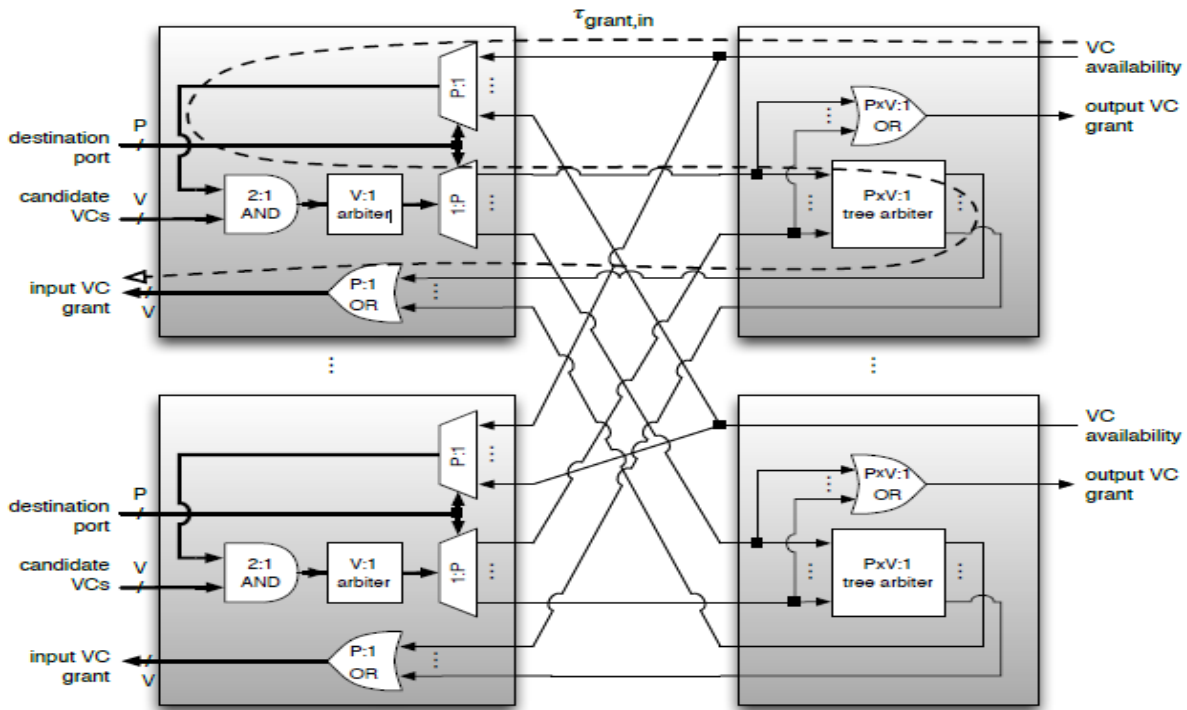 τgrant,in
VC
availability
P:1
output VC
grant
PxV:1
OR
P
destination
port
V
candidate
VCs
2:1
AND
V:1
arbiter
1:P
PxV:1
tree arbiter
input VC
grant
V
P:1
OR
VC
availability
P:1
output VC
grant
PxV:1
OR
P
destination
port
V
candidate
VCs
2:1
AND
V:1
arbiter
1:P
PxV:1
tree arbiter
input VC
grant
V
P:1
OR